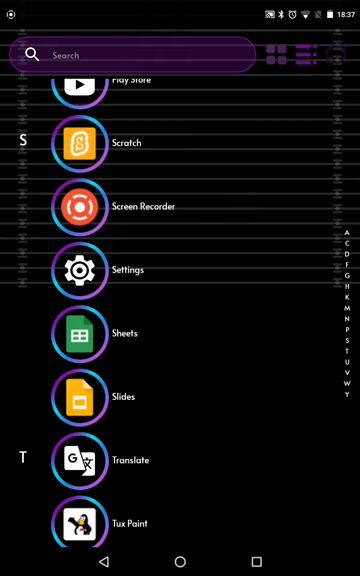 18:37
Search
Play Store
S
Scratch
Screen Recorder
Settings
Sheets
Slides
T
Translate
Tux Paint
A
C
D
F
G
H
K
M
N
P
S
T
U
V
W
Y